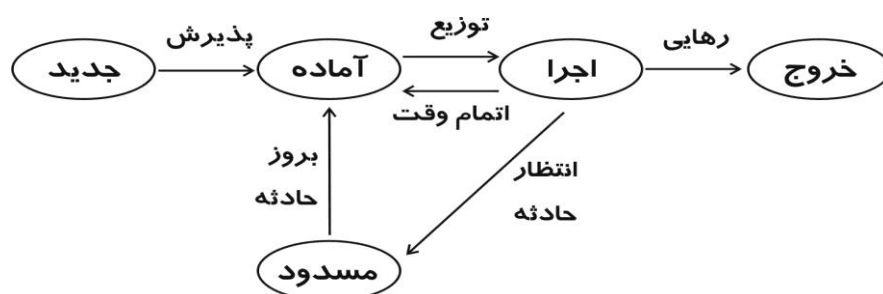 جدید
پذیرش
آماده
توزیع
اتمام وقت
اجرا
رهایی
خروج
بروز
حادثه
انتظار
حادثه
مسدود